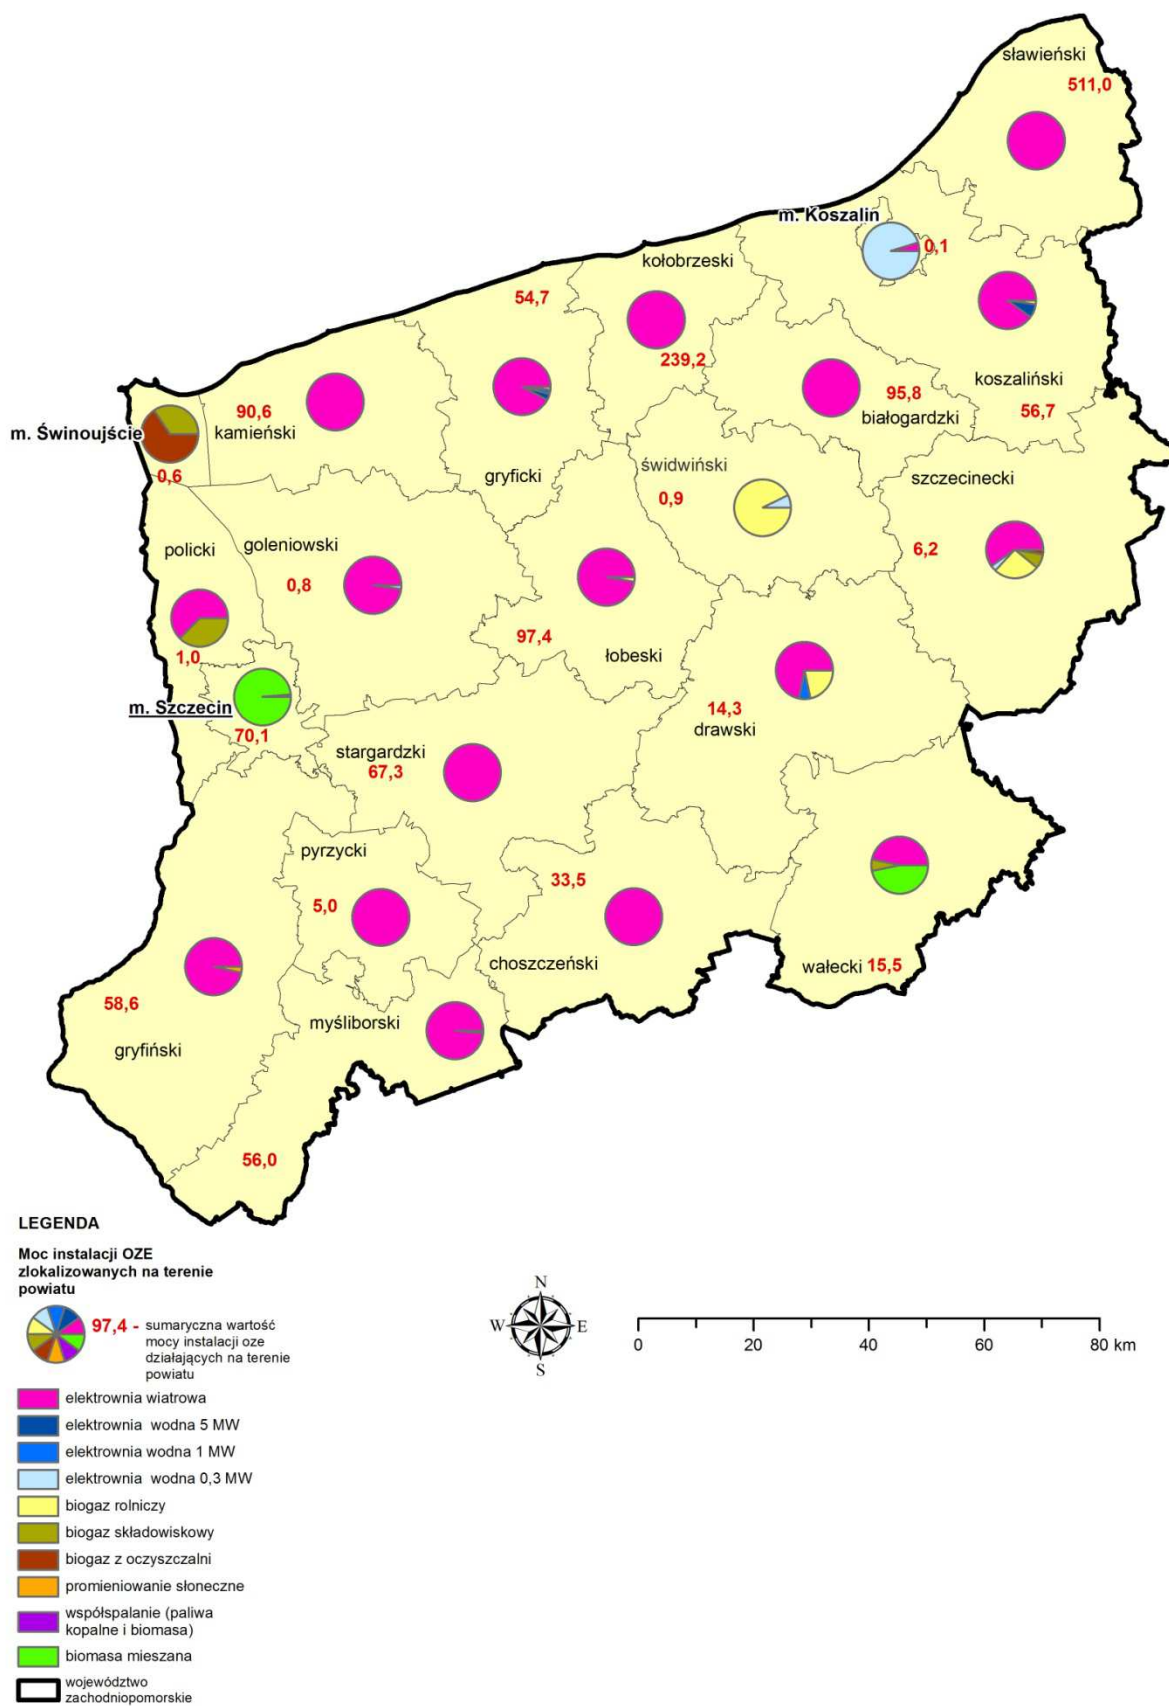 sławieński
511,0
m. Koszalin
0,1
kołobrzeski
54,7
239,2
95,8
białogardzki
koszaliński
56,7
90,6
kamieński
m. Świnoujście
0,6
gryficki
świdwiński
0,9
szczecinecki
6,2
policki
goleniowski
0,8
1,0
97,4
łobeski
m. Szczecin
70,1
14,3
drawski
stargardzki
67,3
pyrzycki
5,0
33,5
choszczeński
wałecki 15,5
58,6
gryfiński
myśliborski
56,0
LEGENDA
Moc instalacji OZE
zlokalizowanych na terenie
powiatu
97,4 - sumaryczna wartość
mocy instalacji oze
działających na terenie
powiatu
elektrownia wiatrowa
elektrownia wodna 5 MW
elektrownia wodna 1 MW
elektrownia wodna 0,3 MW
biogaz rolniczy
biogaz składowiskowy
biogaz z oczyszczalni
promieniowanie słoneczne
współspalanie (paliwa
kopalne i biomasa)
biomasa mieszana
województwo
zachodniopomorskie
N
W E
S
0 20 40 60 80 km